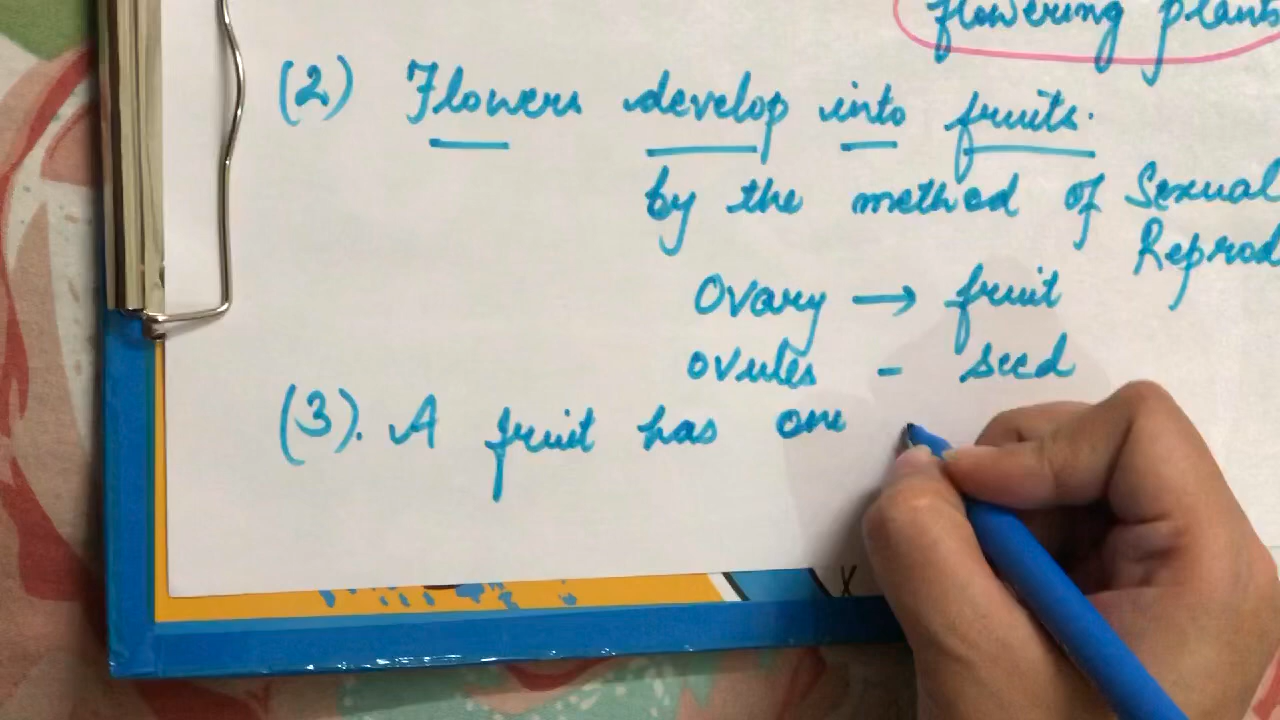 flowering plants
(2) Flowers develop into fruits.
by the method of Sexual
Reprod
Ovary → fruit
Ovules - seed
(3). A fruit has one